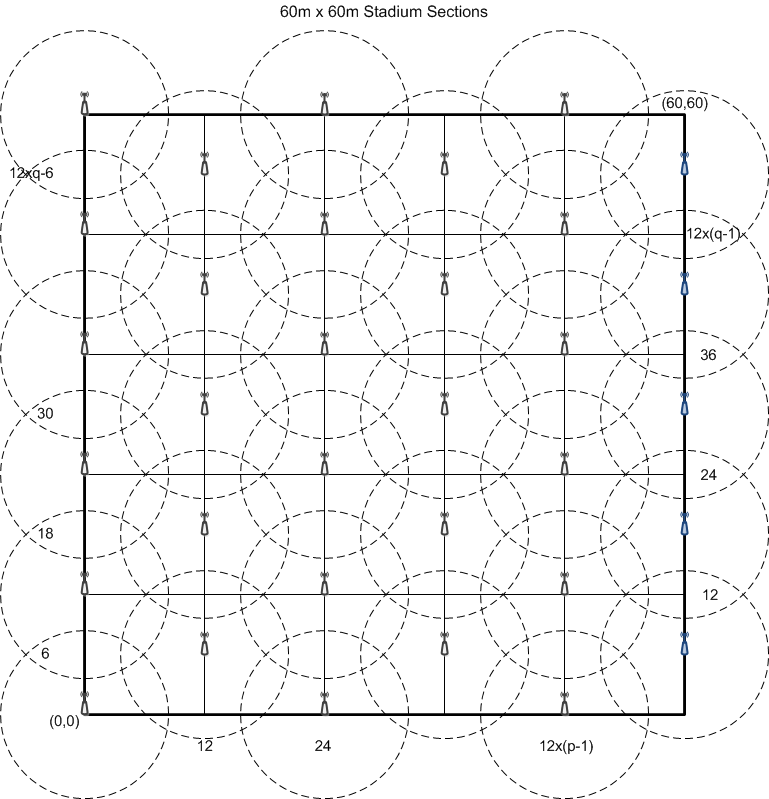 60m x 60m Stadium Sections
(60,60)
12xq-6
12x(q-1)
36
30
24
18
12
6
(0,0)
12
24
12x(p-1)